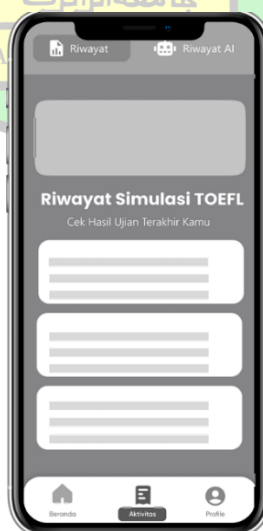 Riwayat
Riwayat AI
Riwayat Simulasi TOEFL
Cek Hasil Ujian Terakhir Kamu
Beranda
Aktivitas
Profile